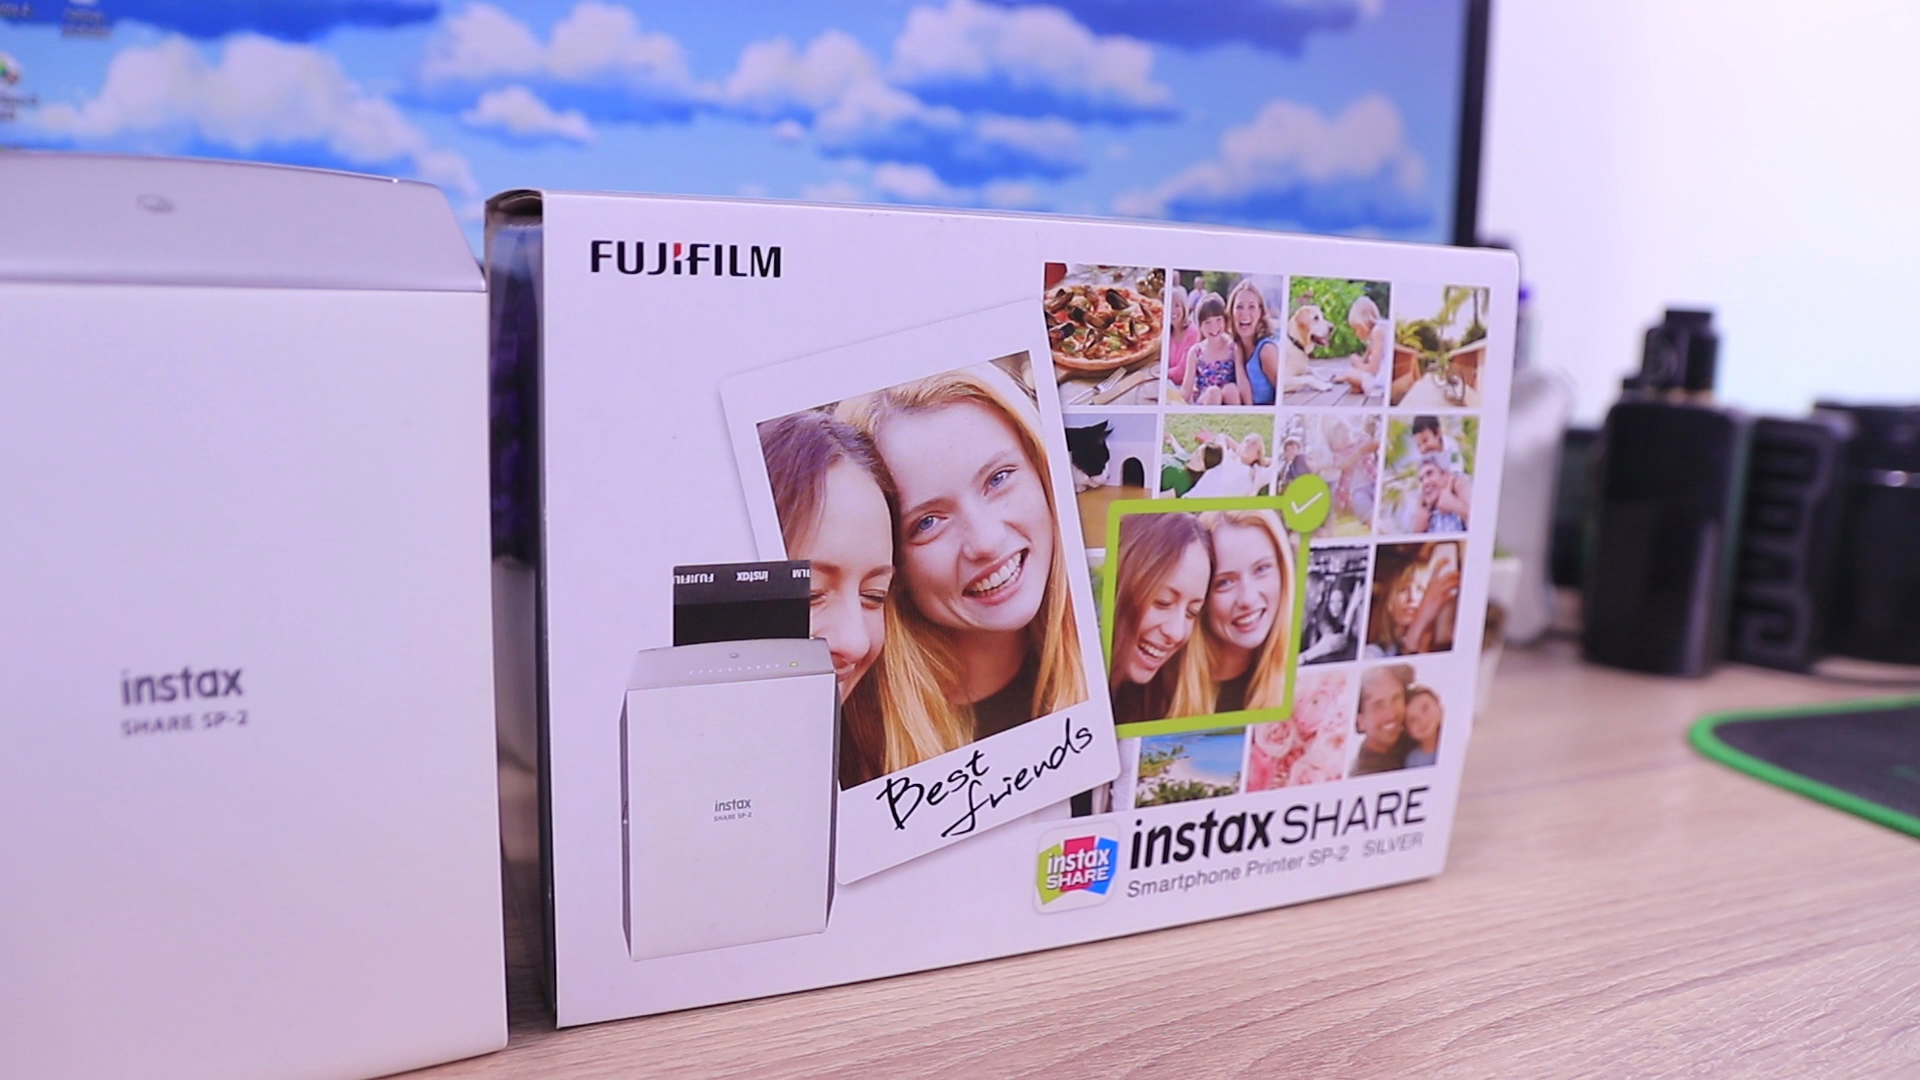 instax
SHARE SP-2
FUJIFILM
FUJIFILM instax
instax
SHARE SP-2
Best
friends
instax
SHARE
instax SHARE
Smartphone Printer SP-2 SILVER